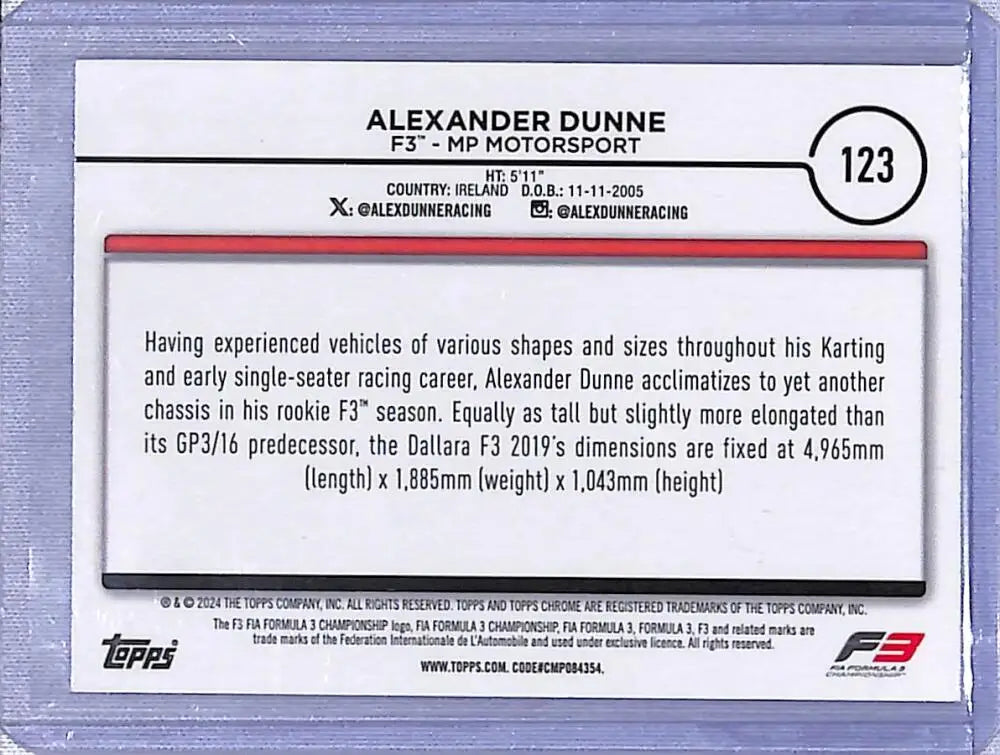 ALEXANDER DUNNE
F3™ - MP MOTORSPORT
123
HT: 5'11"
COUNTRY: IRELAND D.O.B.: 11-11-2005
X: @ALEXDUNNERACING : @ALEXDUNNERACING
Having experienced vehicles of various shapes and sizes throughout his Karting
and early single-seater racing career, Alexander Dunne acclimatizes to yet another
chassis in his rookie F3™ season. Equally as tall but slightly more elongated than
its GP3/16 predecessor, the Dallara F3 2019's dimensions are fixed at 4,965mm
(length) x 1,885mm (weight) x 1,043mm (height)
® & © 2024 THE TOPPS COMPANY, INC. ALL RIGHTS RESERVED. TOPPS AND TOPPS CHROME ARE REGISTERED TRADEMARKS OF THE TOPPS COMPANY, INC.
The F3 FIA FORMULA 3 CHAMPIONSHIP logo, FIA FORMULA 3 CHAMPIONSHIP, FIA FORMULA 3, FORMULA 3, F3 and related marks are
trade marks of the Federation Internationale de L'Automobile and used under exclusive licence. All rights reserved.
topps
WWW.TOPPS.COM. CODE#CMP084354.
F3
FIA FORMULA 3
CHAMPIONSHIP™